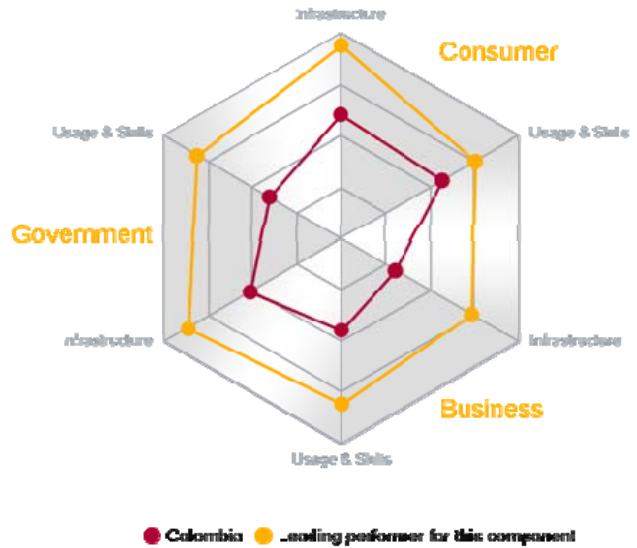 Infrastructure
Consumer
Usage & Skills
Usage & Skills
Government
Infrastructure
Infrastructure
Business
Usage & Skills
Colombia Leading performer for this component